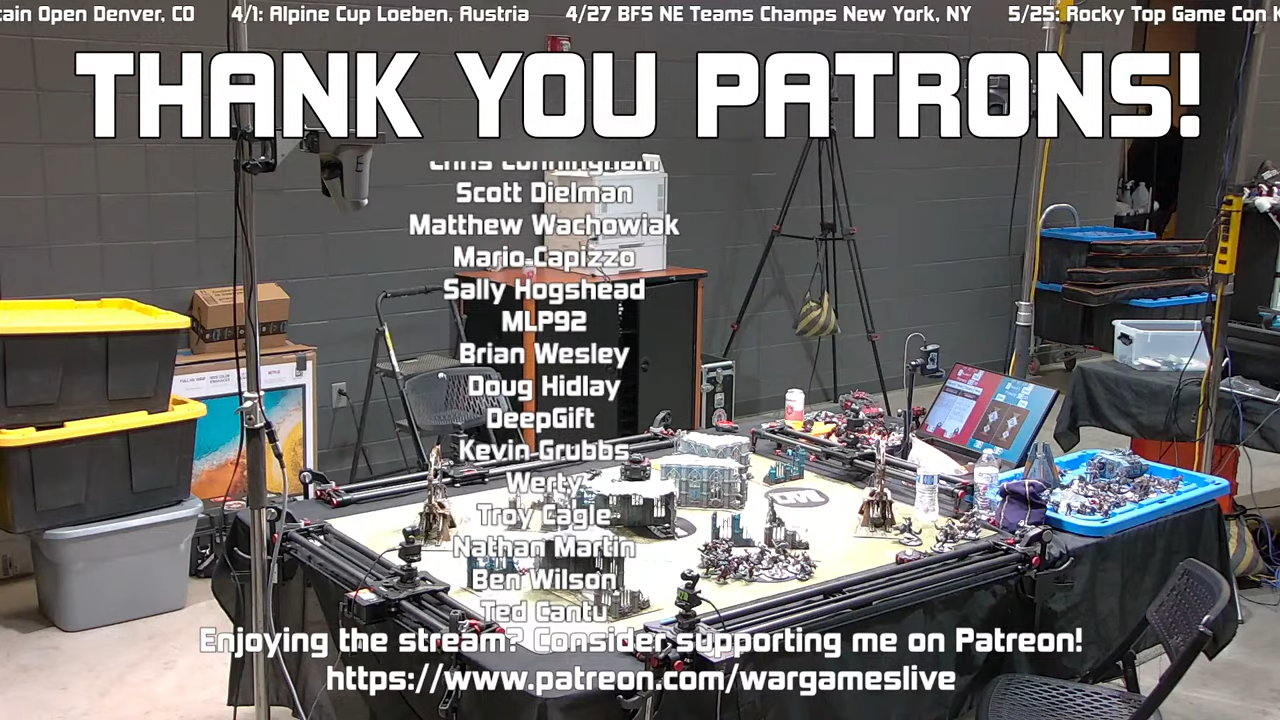 tain Open Denver, CO 4/1: Alpine Cup Loeben, Austria 4/27 BFS NE Teams Champs New York, NY 5/25: Rocky Top Game Con K
THANK YOU PATRONS!
Chris Cunningham
Scott Dielman
Matthew Wachowiak
Mario Capizzo
Sally Hogshead
MLP92
Brian Wesley
Doug Hidlay
DeepGift
Kevin Grubbs
Werty
Troy Cagle
Nathan Martin
Ben Wilson
Ted Cantu
Enjoying the stream? Consider supporting me on Patreon!
https://www.patreon.com/wargameslive